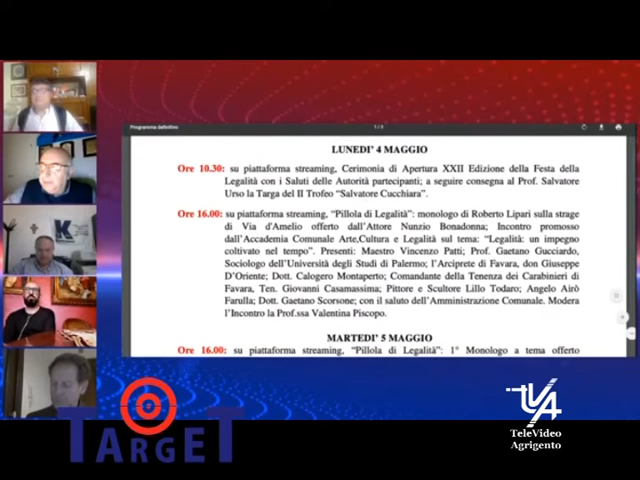 Programma definitivo
1/3
LUNEDI' 4 MAGGIO
Ore 10.30: su piattaforma streaming, Cerimonia di Apertura XXII Edizione della Festa della
Legalità con i Saluti delle Autorità partecipanti; a seguire consegna al Prof. Salvatore
Urso la Targa del II Trofeo “Salvatore Cucchiara”.
Ore 16.00: su piattaforma streaming, “Pillola di Legalità”: monologo di Roberto Lipari sulla strage
di Via d'Amelio offerto dall'Attore Nunzio Bonadonna; Incontro promosso
dall'Accademia Comunale Arte,Cultura e Legalità sul tema: “Legalità: un impegno
coltivato nel tempo”. Presenti: Maestro Vincenzo Patti; Prof. Gaetano Gucciardo,
Sociologo dell'Università degli Studi di Palermo; l'Arciprete di Favara, don Giuseppe
D'Oriente; Dott. Calogero Montaperto; Comandante della Tenenza dei Carabinieri di
Favara, Ten. Giovanni Casamassima; Pittore e Scultore Lillo Todaro; Angelo Airò
Farulla; Dott. Gaetano Scorsone; con il saluto dell'Amministrazione Comunale. Modera
l'Incontro la Prof.ssa Valentina Piscopo.
MARTEDI' 5 MAGGIO
Ore 16.00: su piattaforma streaming, “Pillola di Legalità”: 1° Monologo a tema offerto
K
TARGET
TVA
TeleVideo
Agrigento